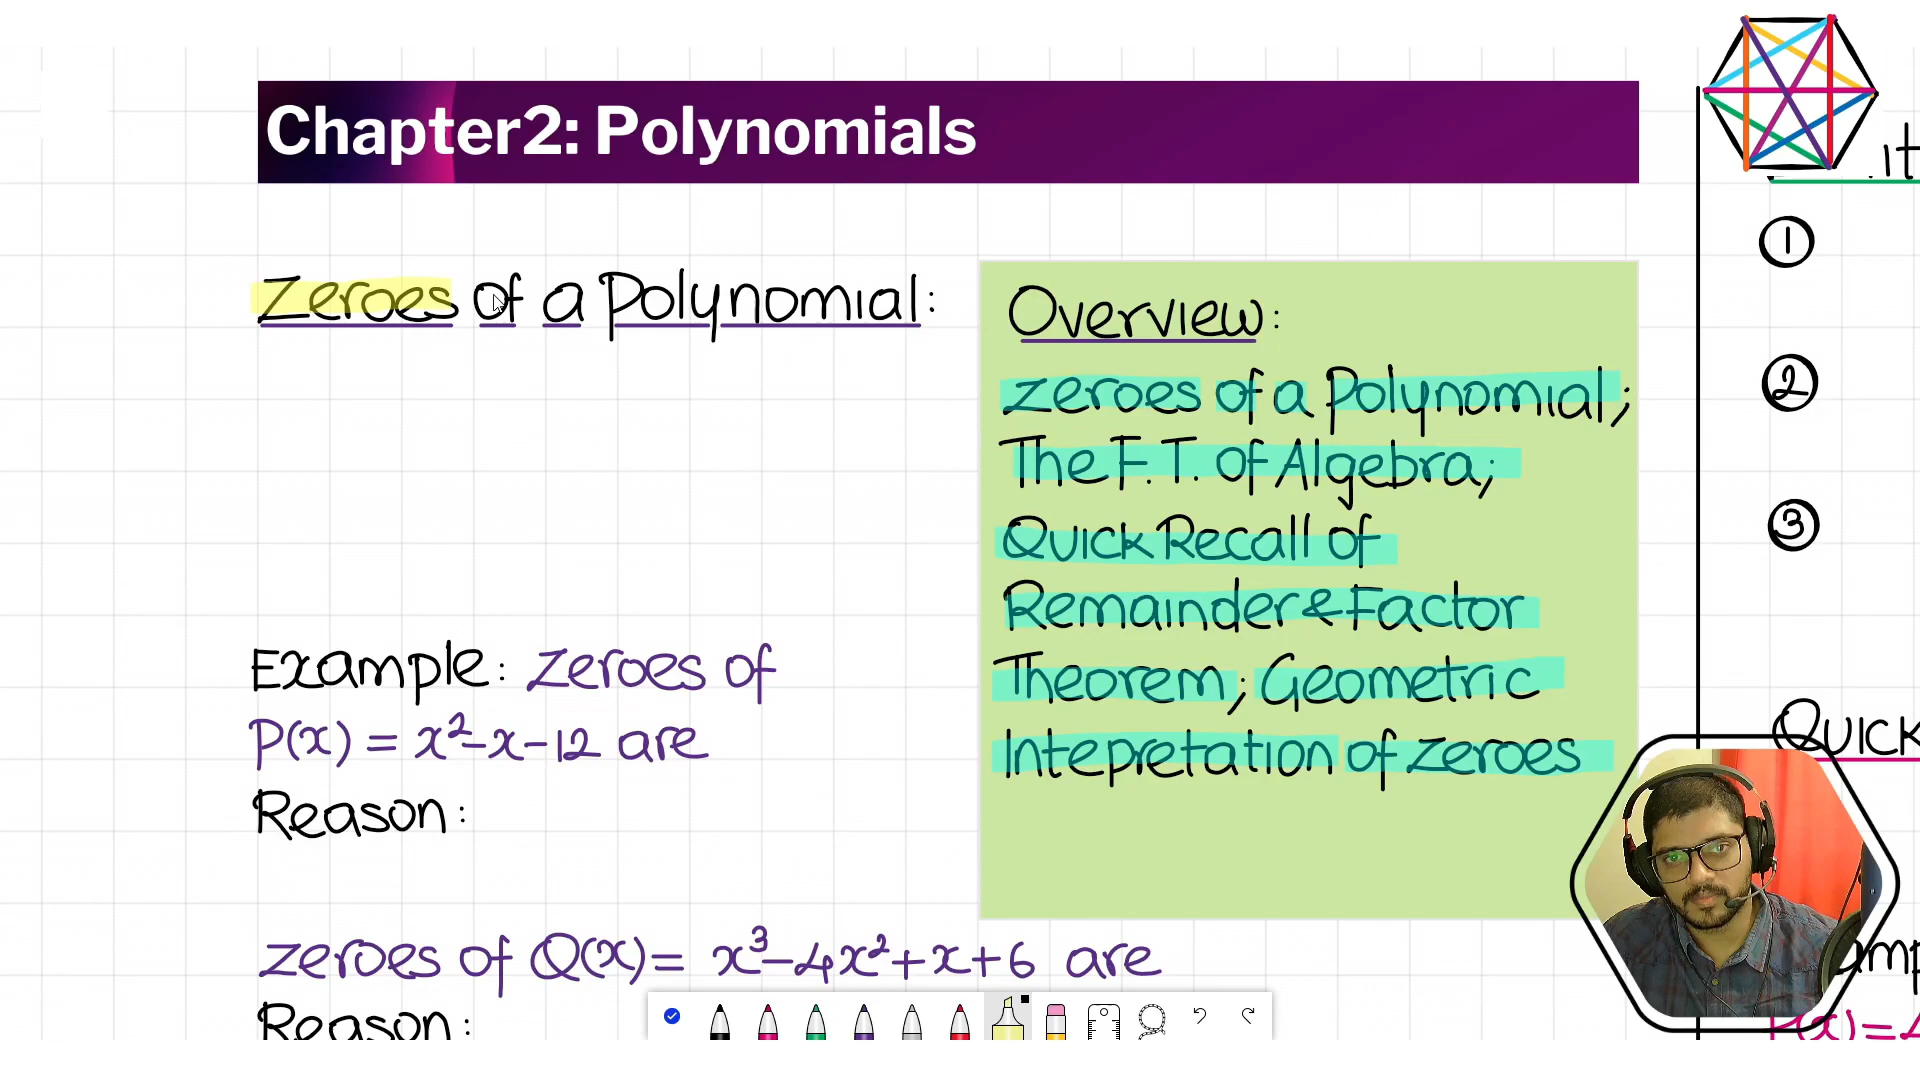 Chapter2: Polynomials
Zeroes of a Polynomial:
Example: Zeroes of
P(x) = x²-x-12 are
Reason:
zeroes of Q(x)= x³-4x²+x+6 are
Reason:
Overview:
zeroes of a Polynomial;
The F.T. of Algebra;
Quick Recall of
Remainder & Factor
Theorem; Geometric
Intepretation of zeroes
1
2
3
Quick